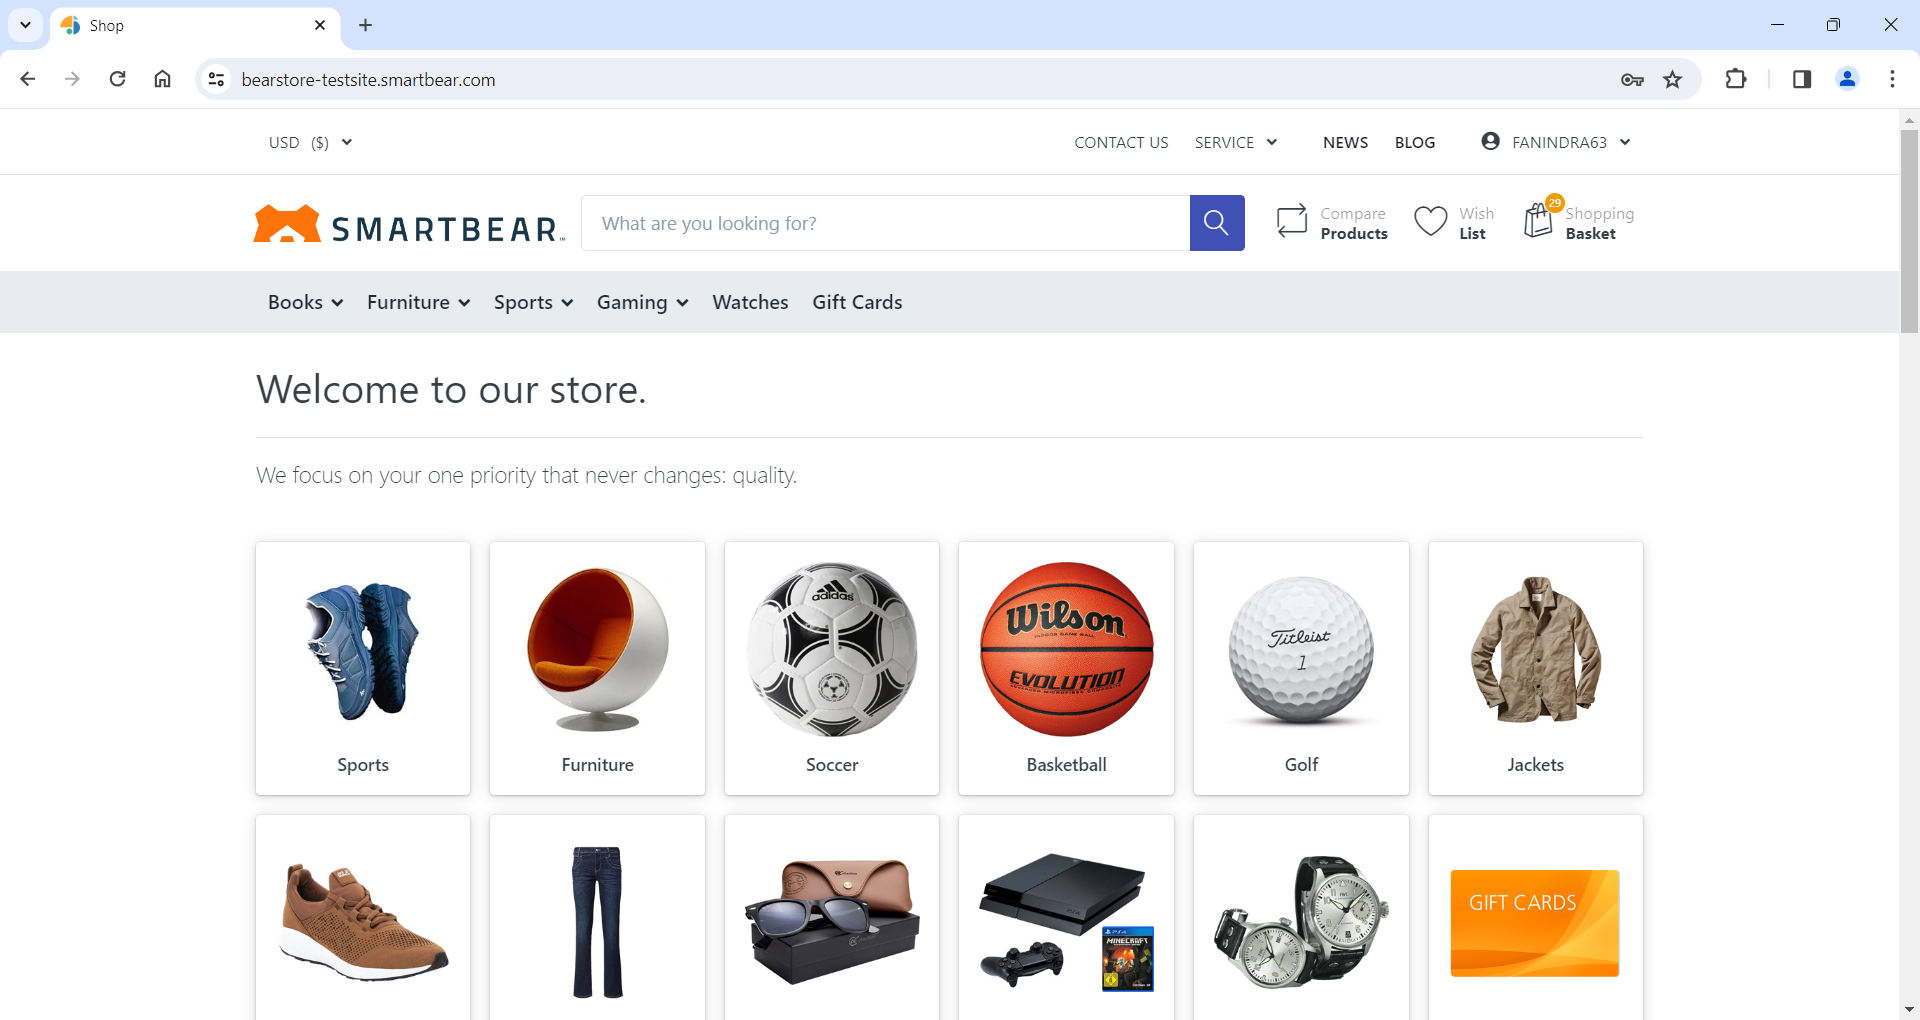 Shop
bearstore-testsite.smartbear.com
USD ($)
CONTACT US SERVICE NEWS BLOG FANINDRA63
SMARTBEAR
What are you looking for?
Compare Products
Wish List
29
Shopping Basket
Books Furniture Sports Gaming Watches Gift Cards
Welcome to our store.
We focus on your one priority that never changes: quality.
adidas
Wilson
EVOLUTION
Titleist
1
Sports Furniture Soccer Basketball Golf Jackets
MINECRAFT
GIFT CARDS